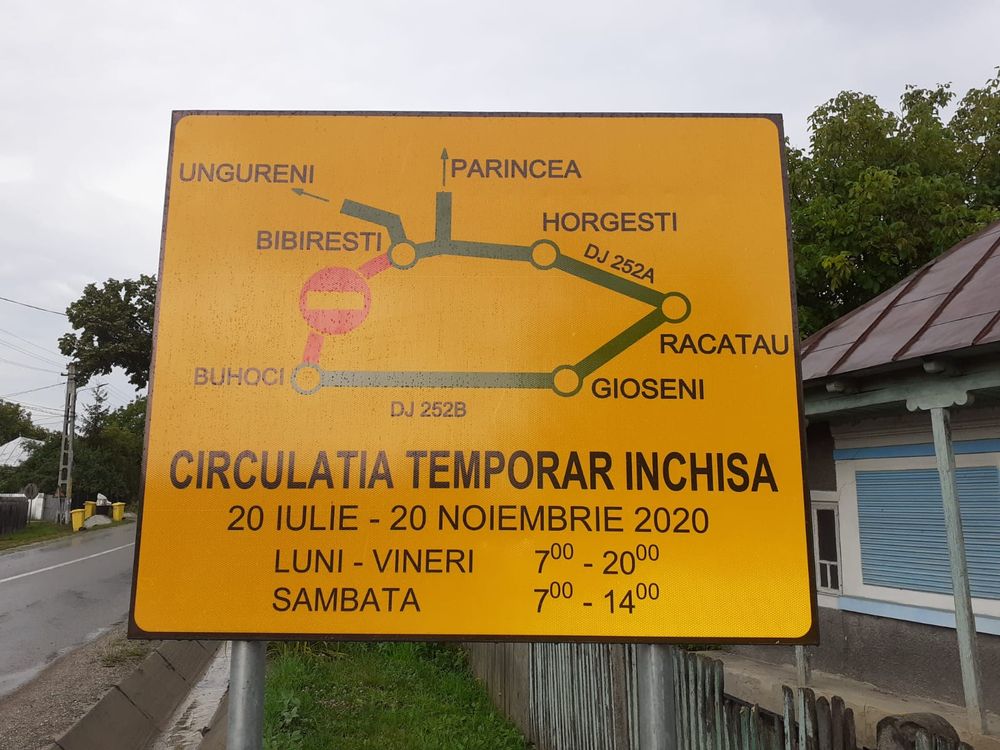 UNGURENI
PARINCEA
HORGESTI
BIBIRESTI
DJ 252A
RACATAU
BUHOCI
GIOSENI
DJ 252B
CIRCULATIA TEMPORAR INCHISA
20 IULIE - 20 NOIEMBRIE 2020
LUNI - VINERI 7⁰⁰ - 20⁰⁰
SAMBATA 7⁰⁰ - 14⁰⁰